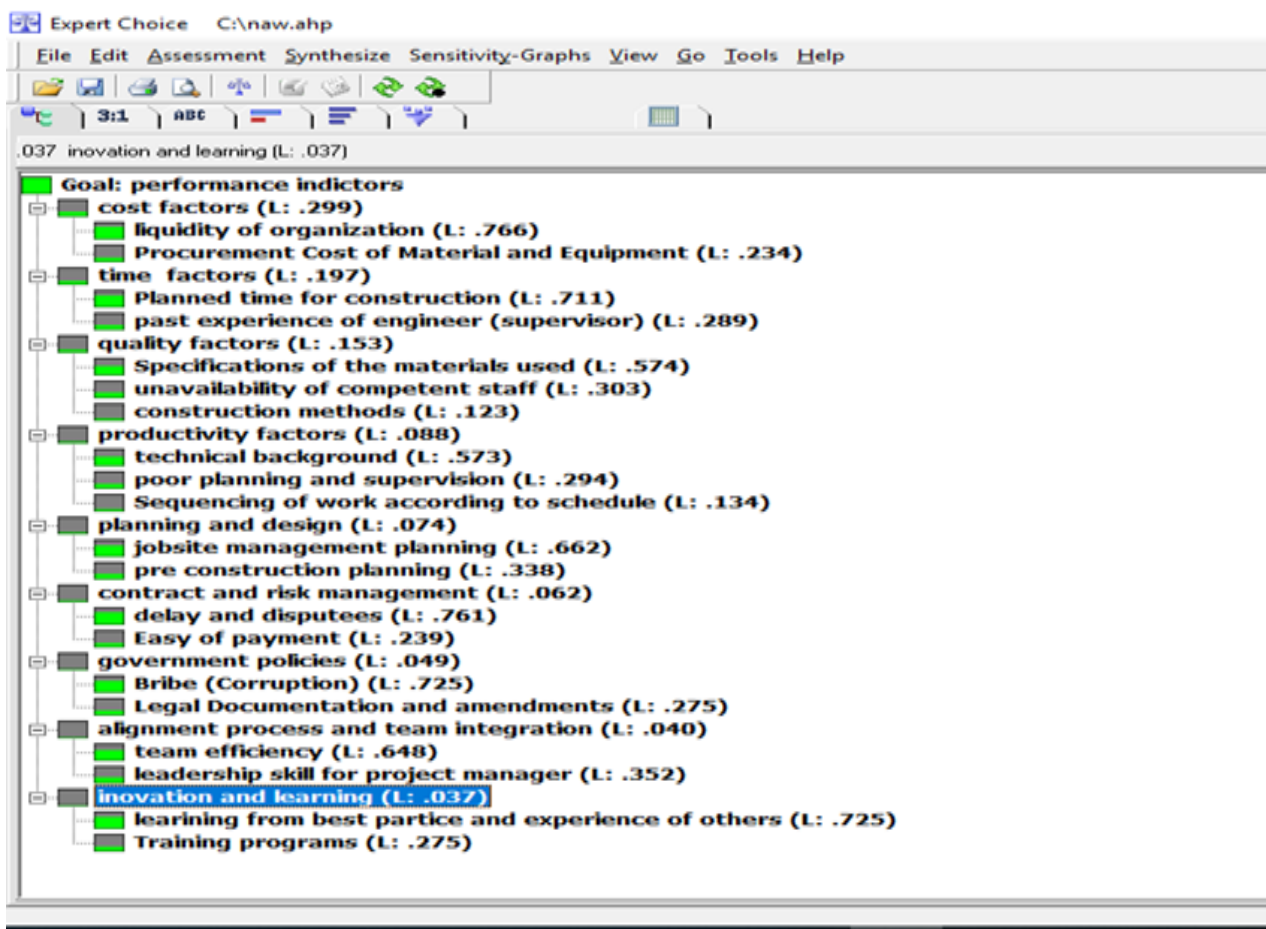 Expert Choice C:\naw.ahp
File Edit Assessment Synthesize Sensitivity-Graphs View Go Tools Help
3:1 ABC
.037 inovation and learning (L: .037)
Goal: performance indictors
cost factors (L: .299)
liquidity of organization (L: .766)
Procurement Cost of Material and Equipment (L: .234)
time factors (L: .197)
Planned time for construction (L: .711)
past experience of engineer (supervisor) (L: .289)
quality factors (L: .153)
Specifications of the materials used (L: .574)
unavailability of competent staff (L: .303)
construction methods (L: .123)
productivity factors (L: .088)
technical background (L: .573)
poor planning and supervision (L: .294)
Sequencing of work according to schedule (L: .134)
planning and design (L: .074)
jobsite management planning (L: .662)
pre construction planning (L: .338)
contract and risk management (L: .062)
delay and disputees (L: .761)
Easy of payment (L: .239)
government policies (L: .049)
Bribe (Corruption) (L: .725)
Legal Documentation and amendments (L: .275)
alignment process and team integration (L: .040)
team efficiency (L: .648)
leadership skill for project manager (L: .352)
inovation and learning (L: .037)
learining from best partice and experience of others (L: .725)
Training programs (L: .275)